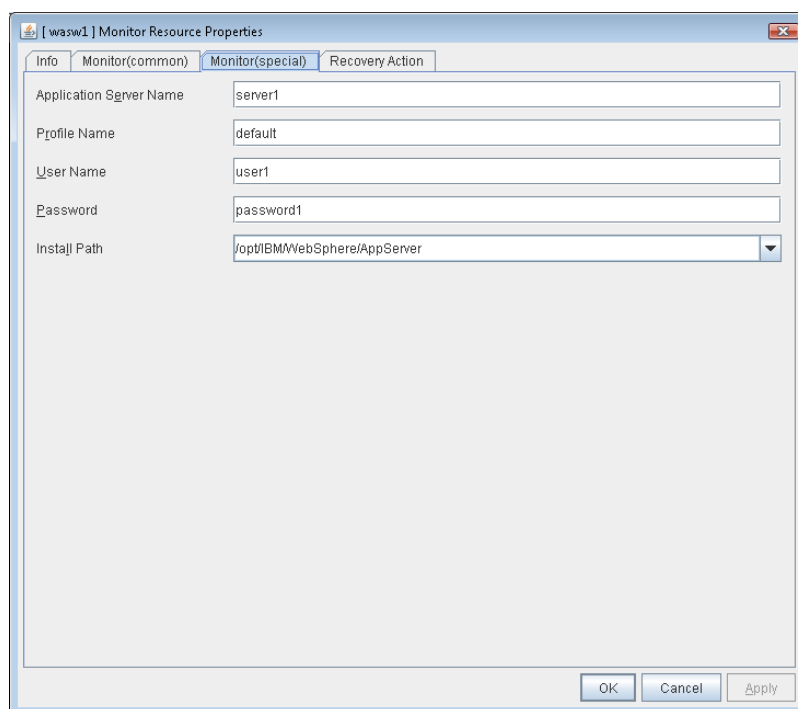 [ wasw1 ] Monitor Resource Properties
Info Monitor(common) Monitor(special) Recovery Action
Application Server Name server1
Profile Name default
User Name user1
Password password1
Install Path /opt/IBM/WebSphere/AppServer
OK Cancel Apply